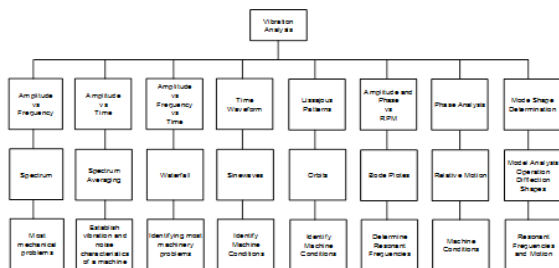 Vibration
Analysis
Amplitude
vs
Frequency
Amplitude
vs
Time
Amplitude
vs
Frequency
vs
Time
Time
Waveform
Lissajous
Patterns
Amplitude and
Phase
vs
RPM
Phase Analysis
Mode Shape
Determination
Spectrum
Spectrum
Averaging
Waterfall
Sinewaves
Orbits
Bode Plotes
Relative Motion
Modal Analysis
Operation
Diflection
Shapes
Most
mechanical
problems
Establish
vibration and
noise
characteristics
of a machine
Identifying most
machinery
problems
Identify
Machine
Conditions
Identify
Machine
Conditions
Determine
Resonant
Frequencies
Machine
Conditions
Resonant
Frequencies
and Motion